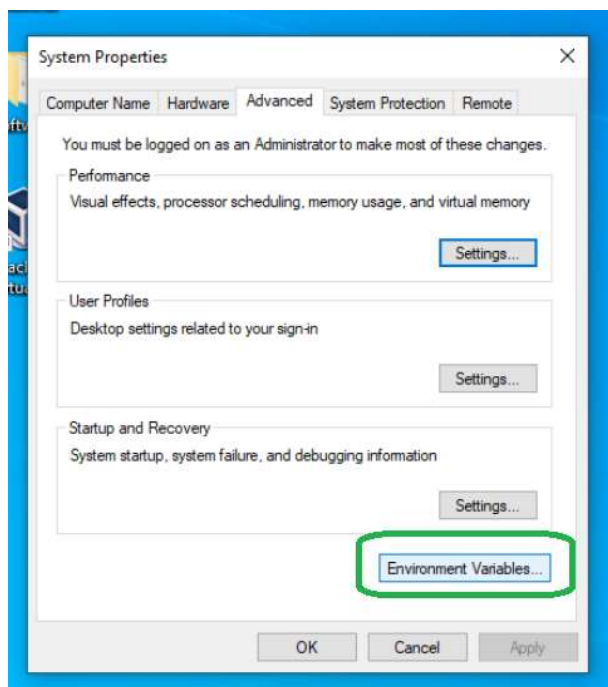 System Properties
Computer Name Hardware Advanced System Protection Remote
You must be logged on as an Administrator to make most of these changes.
Performance
Visual effects, processor scheduling, memory usage, and virtual memory
Settings...
User Profiles
Desktop settings related to your sign-in
Settings...
Startup and Recovery
System startup, system failure, and debugging information
Settings...
Environment Variables...
OK Cancel Apply